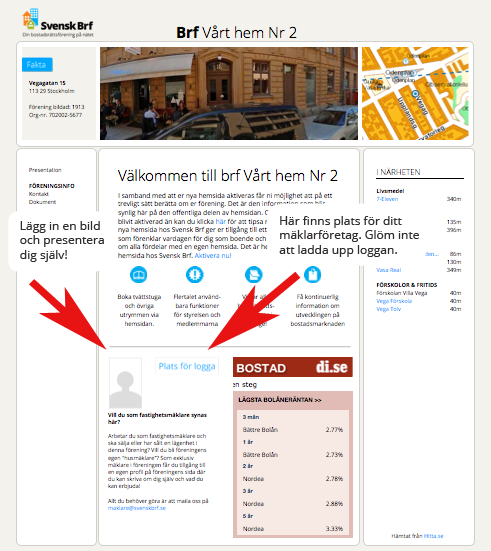 Svensk Brf
Din bostadsrättsförening på nätet
Brf Vårt hem Nr 2
Fakta
Vegagatan 15
113 29 Stockholm
Förening bildad: 1913
Org-nr. 702002-5677
Odenplan
Odenplan
Vegag
Upplandsg
Presentation
FÖRENINGSINFO
Kontakt
Dokument
Lägg in en bild
och presentera
dig själv!
Välkommen till brf Vårt hem Nr 2
I samband med att er nya hemsida aktiveras får ni möjlighet att på ett
trevligt sätt berätta om er förening. Det är den information som blir
synlig här på den offentliga delen av hemsidan.
blivit aktiverad än kan du klicka här för att tipsa
nya hemsida hos Svensk Brf ger er tillgång till ett
som förenklar vardagen för dig som boende och
om alla fördelar med en egen hemsida. Det är
hemsida hos Svensk Brf. Aktivera nu!
Här finns plats för ditt
mäklarföretag. Glöm inte
att ladda upp loggan.
Boka tvättstuga
och övriga
utrymmen via
hemsidan.
Flertalet använd-
bara funktioner
för styrelsen och
medlemmarna
Få kontinuerlig
information om
utvecklingen på
bostadsmarknaden
Plats för logga
Vill du som fastighetsmäklare synas
här?
Arbetar du som fastighetsmäklare och
ska sälja eller har sålt en lägenhet i
denna förening? Vill du bli föreningens
egen "husmäklare"? Som exklusiv
mäklare i föreningen får du tillgång till
en egen profil på föreningens sida där
du kan skriva om dig själv och vad du
kan erbjuda!
Allt du behöver göra är att maila oss på
maklare@svenskbrf.se
BOSTAD di.se
en steg
LÄGSTA BOLÅNERÄNTAN >>
3 mån
Bättre Bolån 2.77%
1 år
Bättre Bolån 2.73%
2 år
Nordea 2.78%
3 år
Nordea 2.88%
5 år
Nordea 3.33%
I NÄRHETEN
Livsmedel
7-Eleven 340m
135m
396m
den... 86m
130m
Vasa Real 349m
FÖRSKOLOR & FRITIDS
Förskolan Villa Vega 40m
Vega Förskola 40m
Vega Tolv 40m
Hämtat från Hitta.se